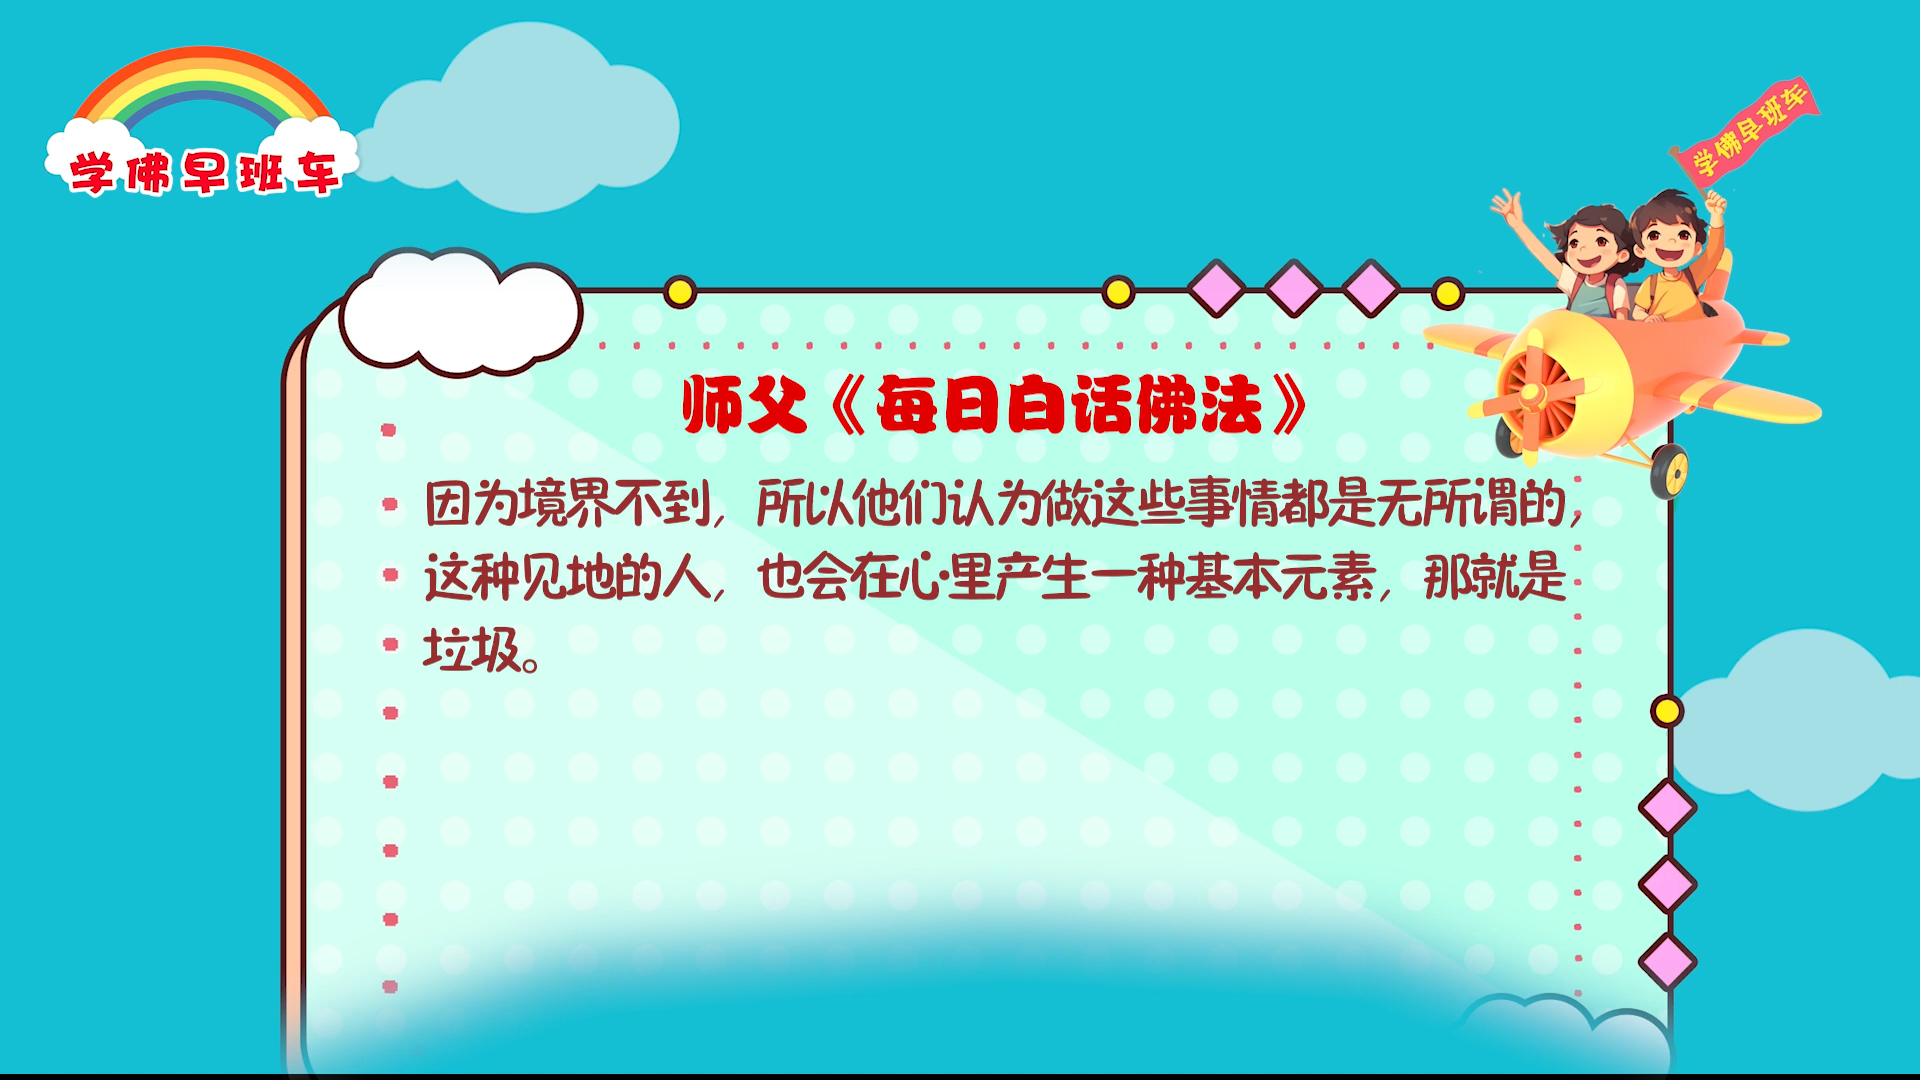 学佛早班车
学佛早班车
师父《每日白话佛法》
因为境界不到，所以他们认为做这些事情都是无所谓的，
这种见地的人，也会在心里产生一种基本元素，那就是
垃圾。